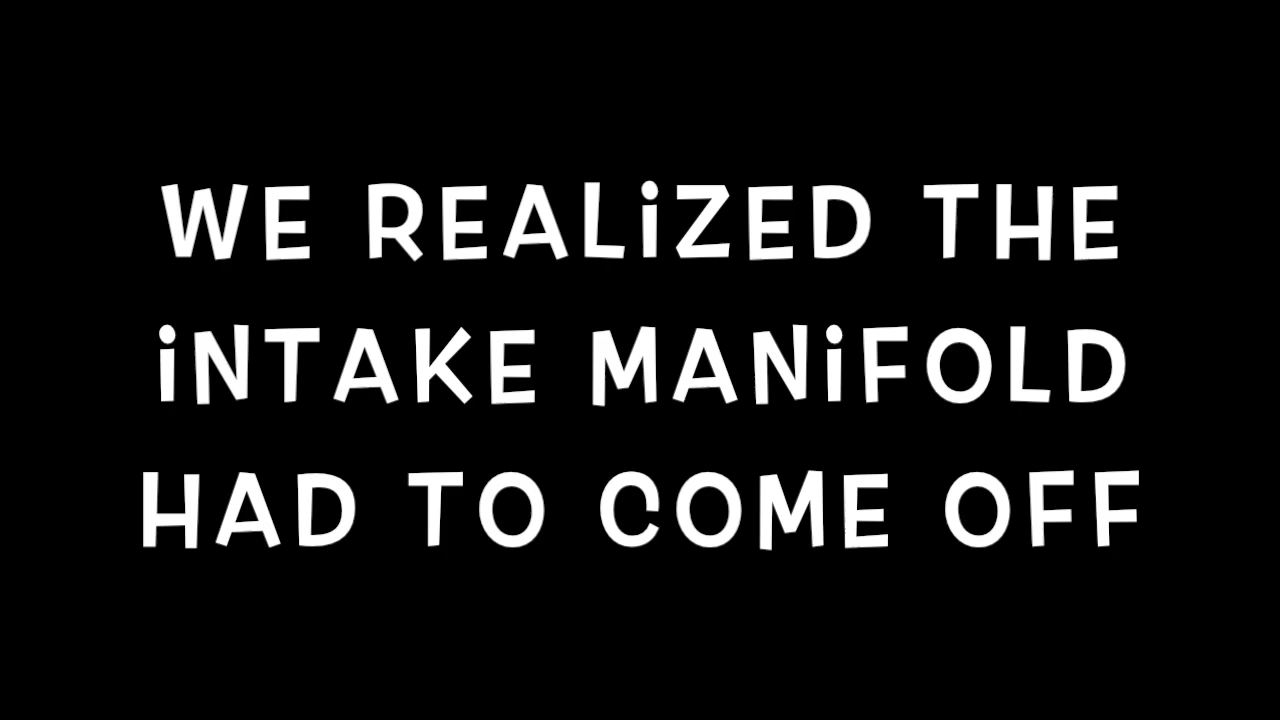 WE REALiZED THE
iNTAKE MANiFOLD
HAD TO COME OFF